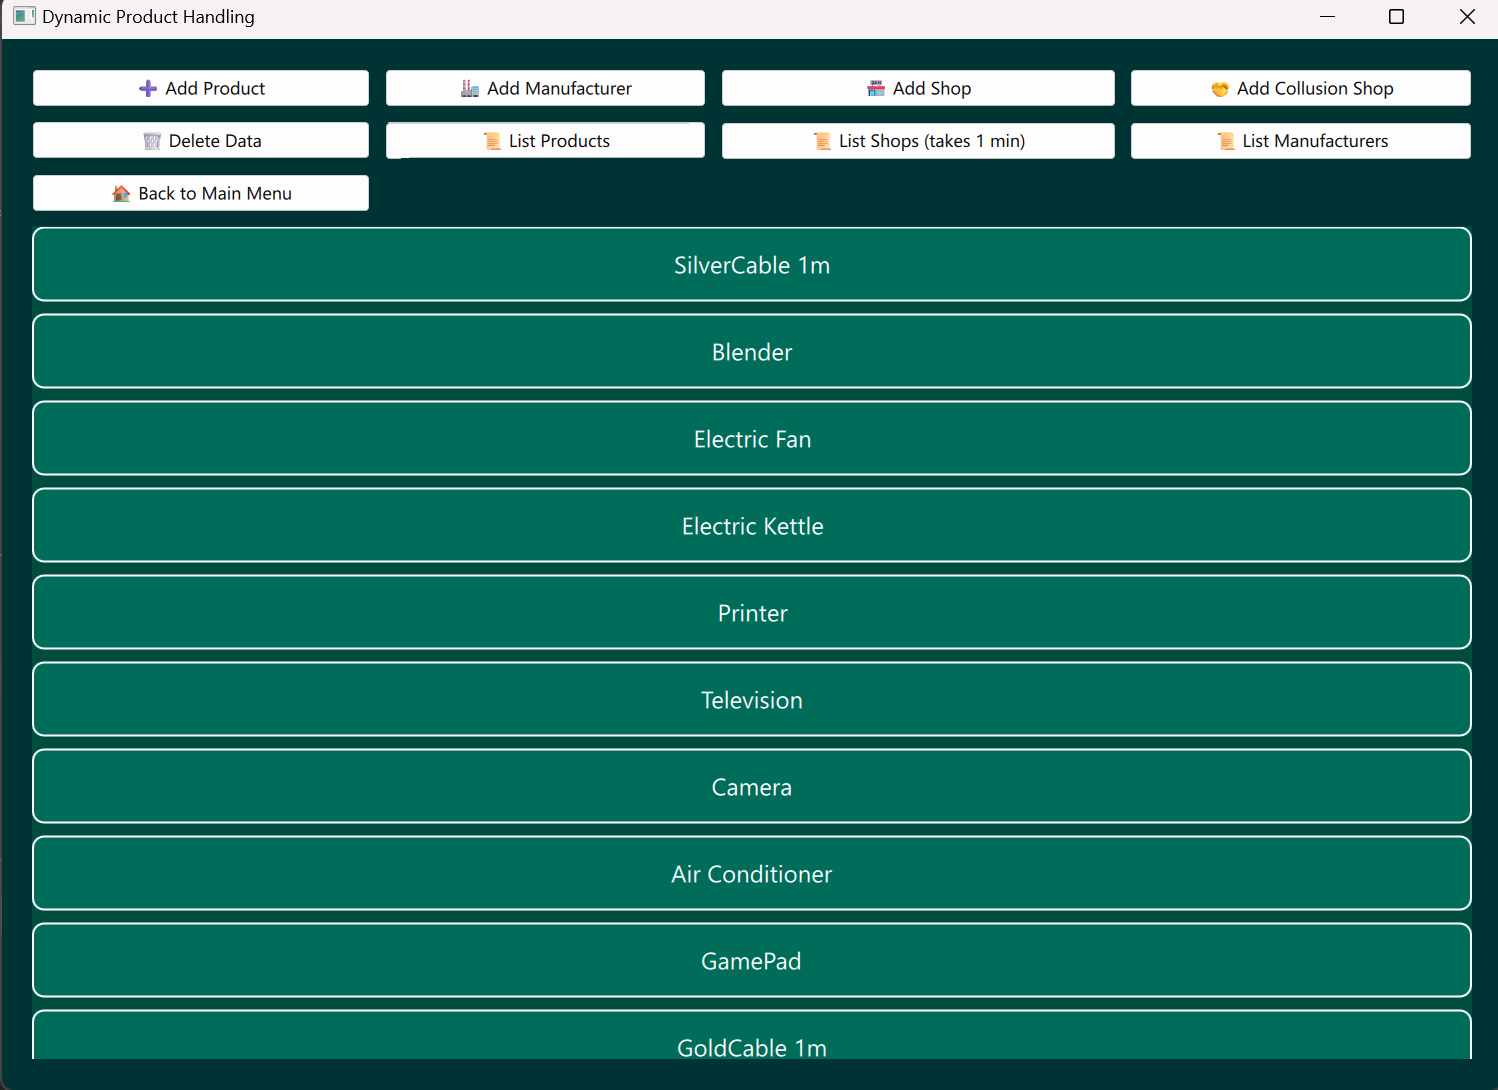 Dynamic Product Handling
Add Product
Add Manufacturer
Add Shop
Add Collusion Shop
Delete Data
List Products
List Shops (takes 1 min)
List Manufacturers
Back to Main Menu
SilverCable 1m
Blender
Electric Fan
Electric Kettle
Printer
Television
Camera
Air Conditioner
GamePad
GoldCable 1m